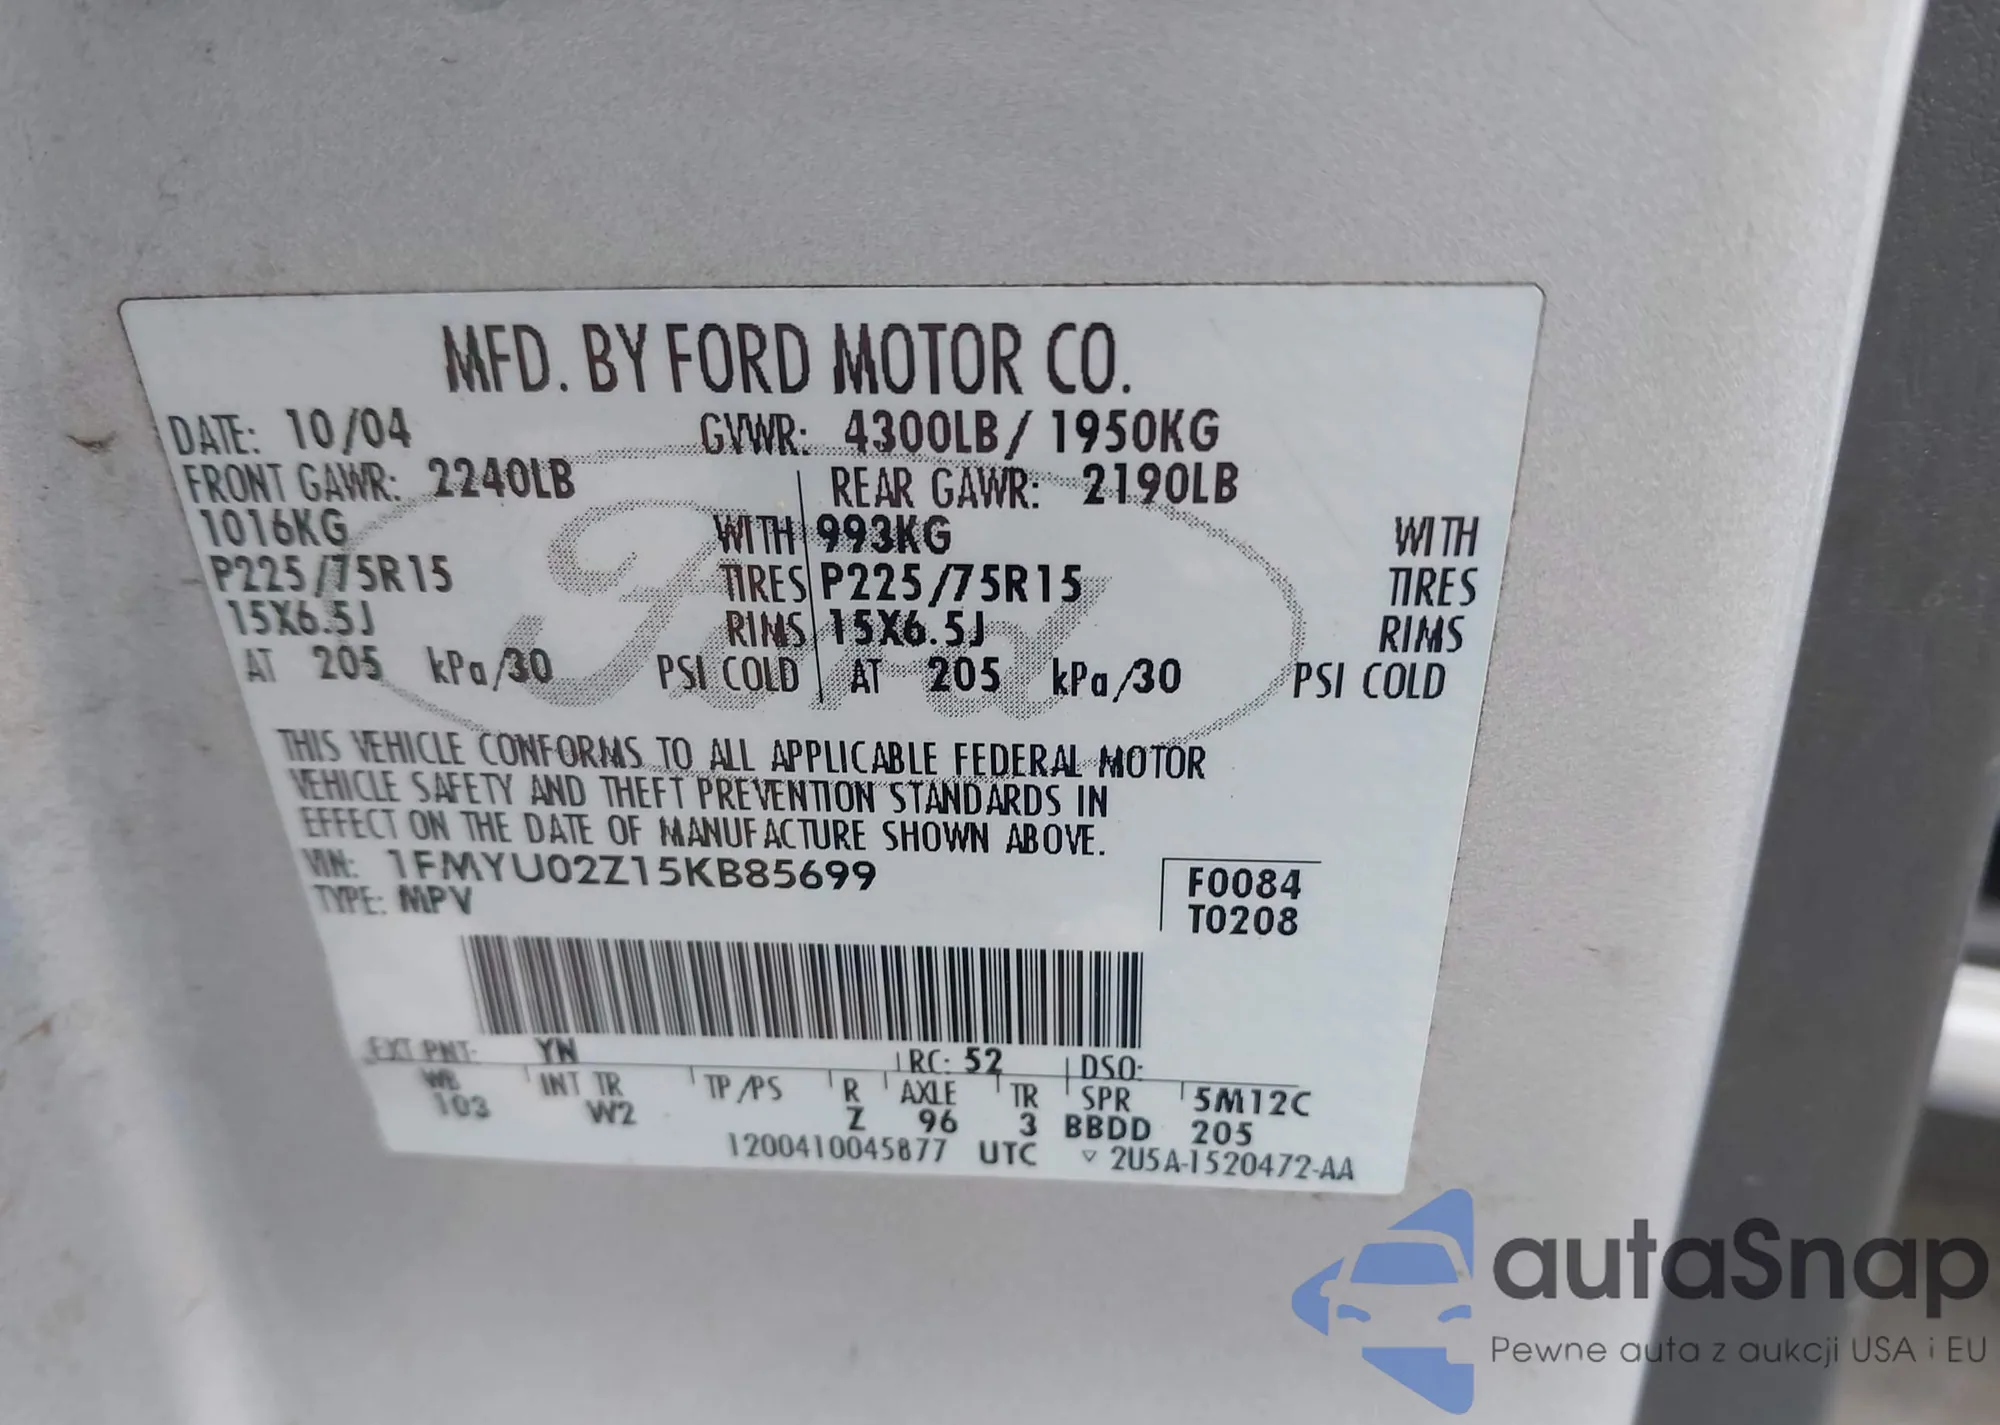 MFD. BY FORD MOTOR CO.
DATE: 10/04 GVWR: 4300LB/ 1950KG
FRONT GAWR: 2240LB REAR GAWR: 2190LB
1016KG WITH 993KG WITH
P225/75R15 TIRES P225/75R15 TIRES
15X6.5J RIMS 15X6.5J RIMS
AT 205 kPa/30 PSI COLD AT 205 kPa/30 PSI COLD
Ford
THIS VEHICLE CONFORMS TO ALL APPLICABLE FEDERAL MOTOR
VEHICLE SAFETY AND THEFT PREVENTION STANDARDS IN
EFFECT ON THE DATE OF MANUFACTURE SHOWN ABOVE.
VIN: 1FMYU02Z15KB85699
TYPE: MPV
F0084
T0208
EXT PNT: YN RC: 52 DSO:
WB INT TR TP/PS R AXLE TR SPR 5M12C
103 W2 Z 96 3 BBDD 205
1200410045877 UTC ▽ 2U5A-1520472-AA
autaSnap
Pewne auta z aukcji USA i EU